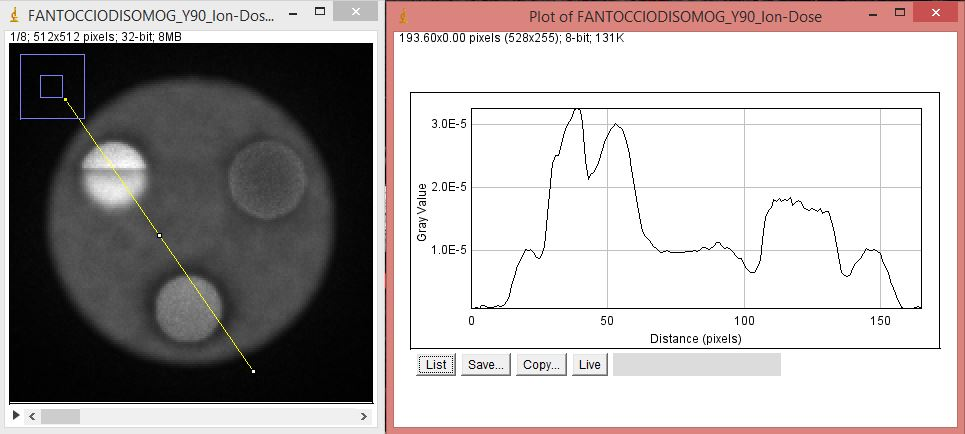 FANTOCCIODISOMOG_Y90_Ion-Dos...
1/8; 512x512 pixels; 32-bit; 8MB
Plot of FANTOCCIODISOMOG_Y90_Ion-Dose
193.60x0.00 pixels (528x255); 8-bit; 131K
3.0E-5
2.0E-5
1.0E-5
Gray Value
0 50 100 150
Distance (pixels)
List Save... Copy... Live